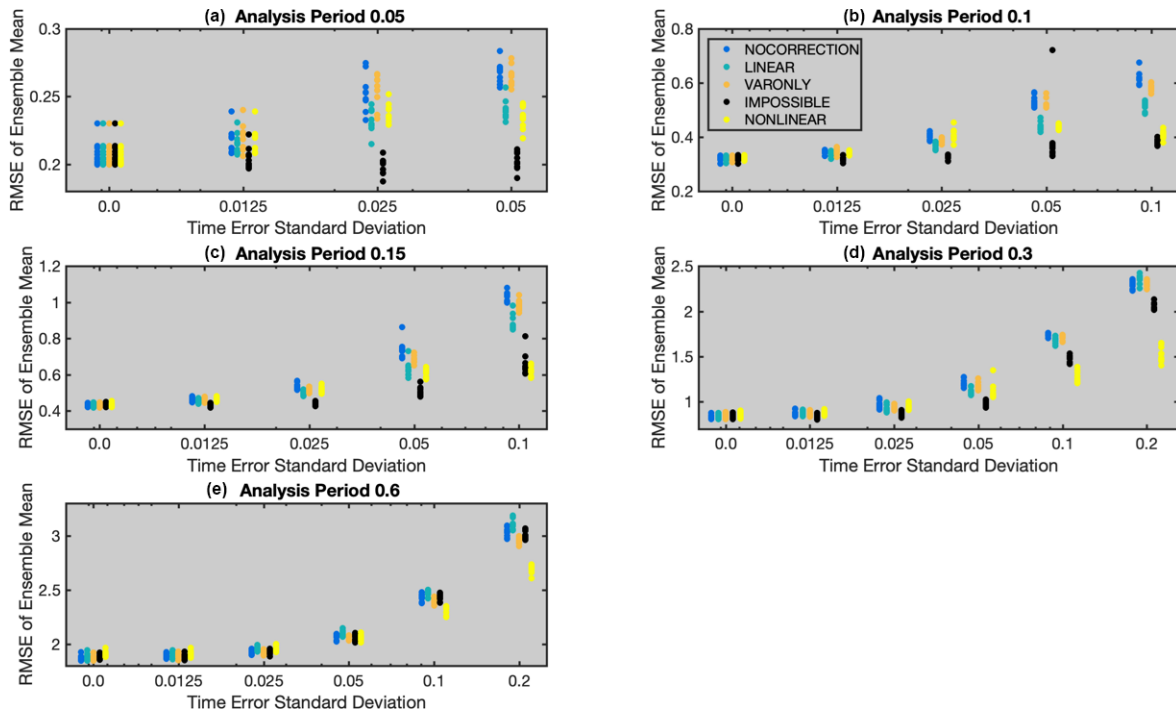 (a) Analysis Period 0.05
RMSE of Ensemble Mean
0.3
0.25
0.2
0.0 0.0125 0.025 0.05
Time Error Standard Deviation
(b) Analysis Period 0.1
RMSE of Ensemble Mean
0.8
0.6
0.4
0.2
NOCORRECTION
LINEAR
VARONLY
IMPOSSIBLE
NONLINEAR
0.0 0.0125 0.025 0.05 0.1
Time Error Standard Deviation
(c) Analysis Period 0.15
RMSE of Ensemble Mean
1.2
1
0.8
0.6
0.4
0.0 0.0125 0.025 0.05 0.1
Time Error Standard Deviation
(d) Analysis Period 0.3
RMSE of Ensemble Mean
2.5
2
1.5
1
0.0 0.0125 0.025 0.05 0.1 0.2
Time Error Standard Deviation
(e) Analysis Period 0.6
RMSE of Ensemble Mean
3
2.5
2
0.0 0.0125 0.025 0.05 0.1 0.2
Time Error Standard Deviation